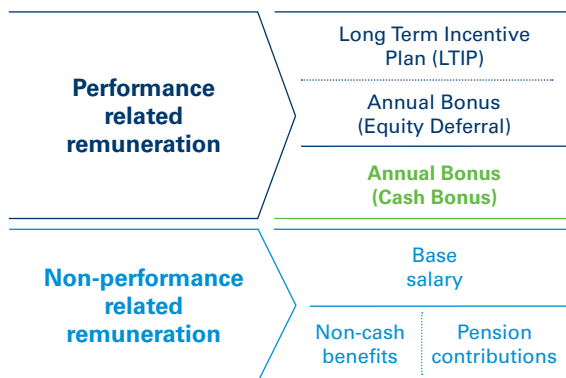 Performance
related
remuneration
Long Term Incentive
Plan (LTIP)
Annual Bonus
(Equity Deferral)
Annual Bonus
(Cash Bonus)
Non-performance
related
remuneration
Base
salary
Non-cash
benefits
Pension
contributions